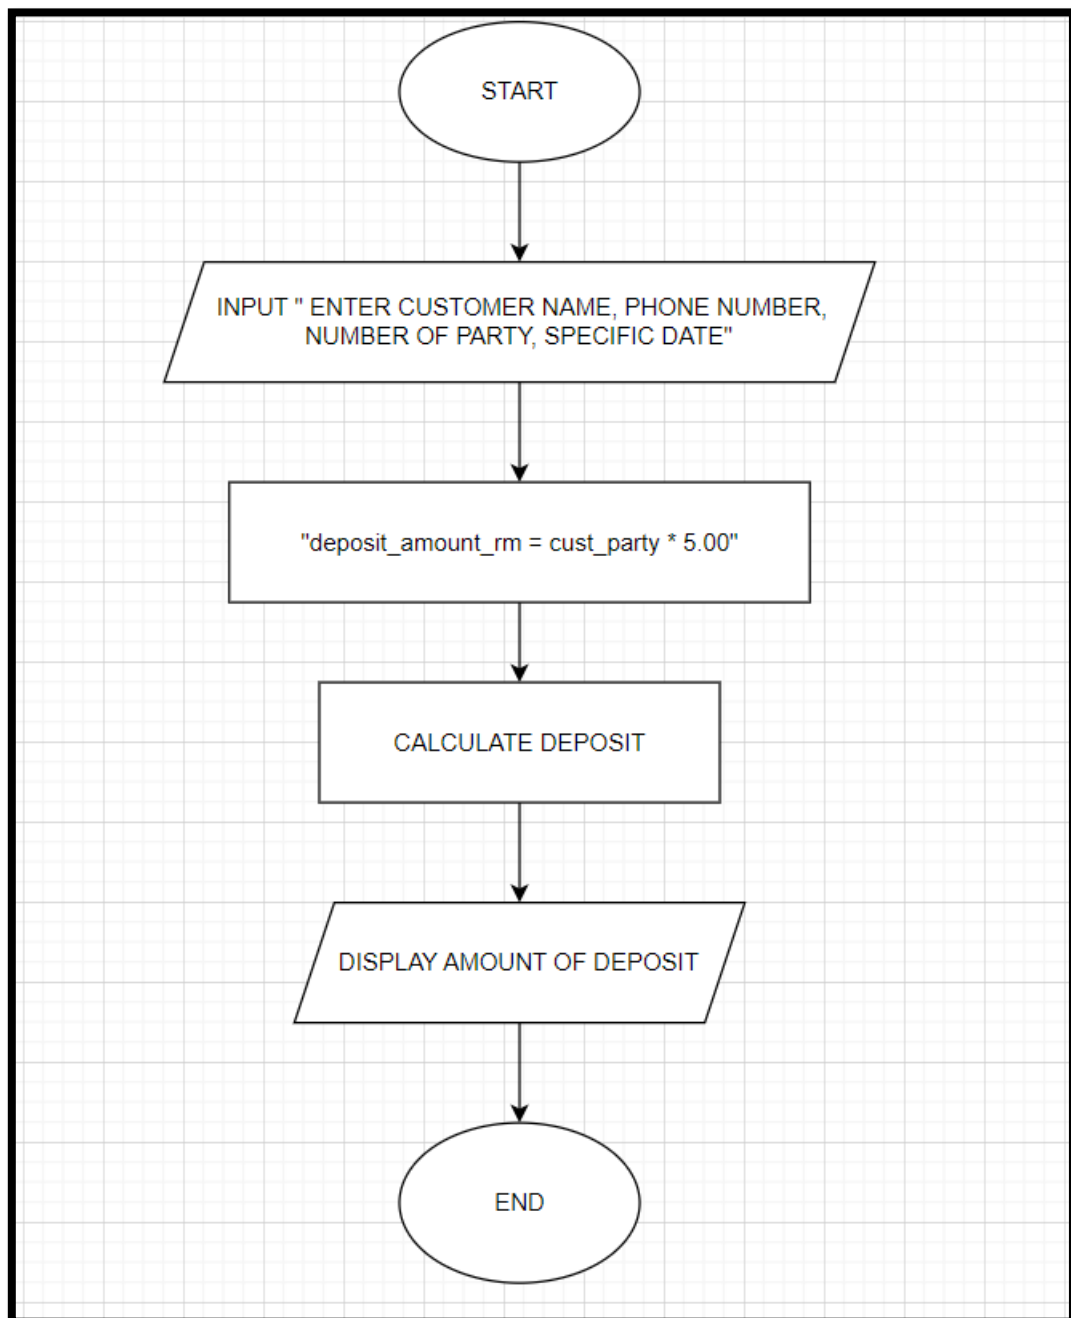 START
INPUT " ENTER CUSTOMER NAME, PHONE NUMBER,
NUMBER OF PARTY, SPECIFIC DATE"
"deposit_amount_rm = cust_party * 5.00"
CALCULATE DEPOSIT
DISPLAY AMOUNT OF DEPOSIT
END